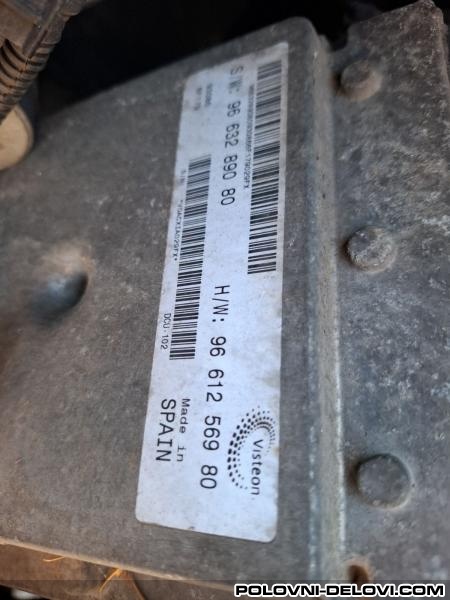 S/W: 96 632 890 80
H/W: 96 612 569 80
DCU-102
Made in
SPAIN
Visteon
POLOVNI-DELOVI.COM